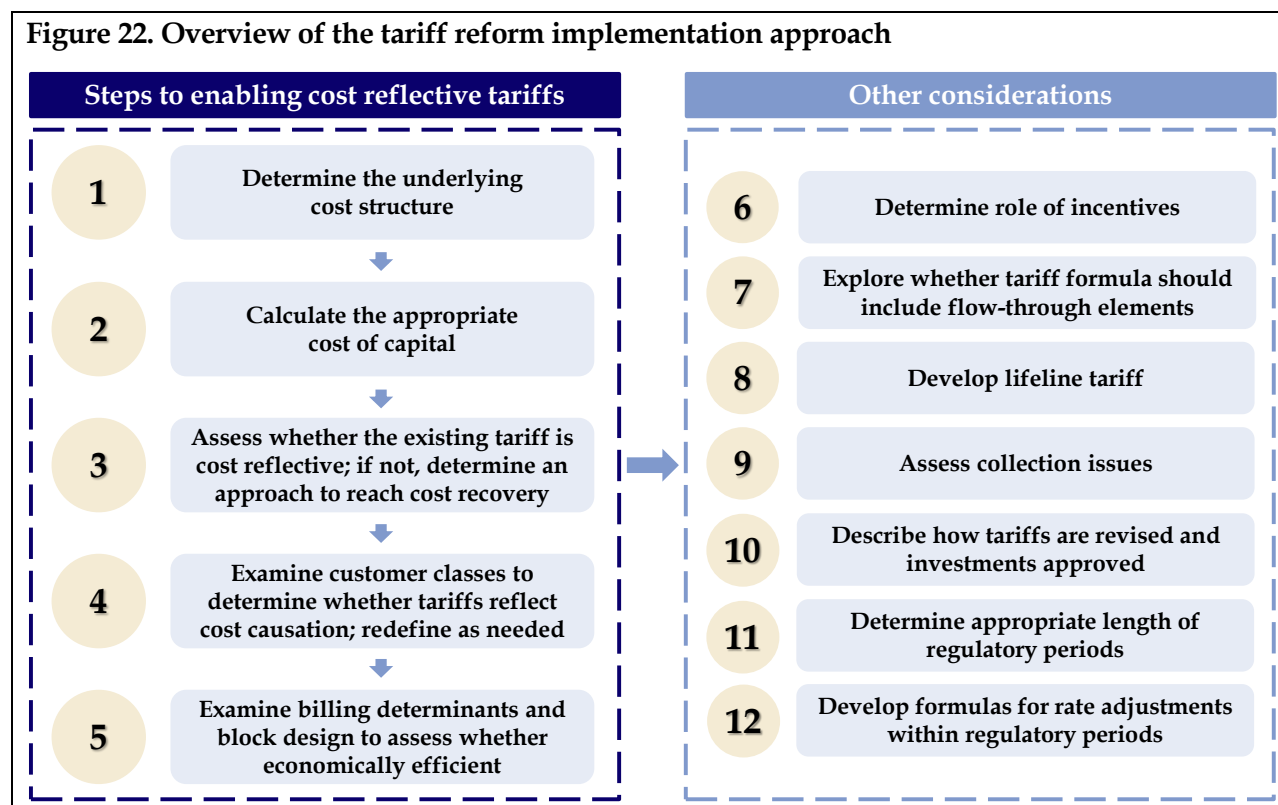 Figure 22. Overview of the tariff reform implementation approach
Steps to enabling cost reflective tariffs
1
Determine the underlying
cost structure
2
Calculate the appropriate
cost of capital
3
Assess whether the existing tariff is
cost reflective; if not, determine an
approach to reach cost recovery
4
Examine customer classes to
determine whether tariffs reflect
cost causation; redefine as needed
5
Examine billing determinants and
block design to assess whether
economically efficient
Other considerations
6
Determine role of incentives
7
Explore whether tariff formula should
include flow-through elements
8
Develop lifeline tariff
9
Assess collection issues
10
Describe how tariffs are revised and
investments approved
11
Determine appropriate length of
regulatory periods
12
Develop formulas for rate adjustments
within regulatory periods